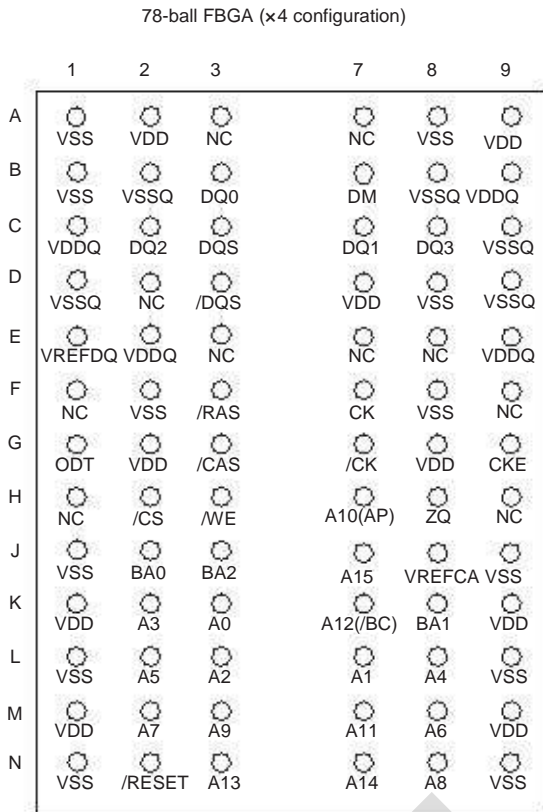 78-ball FBGA (×4 configuration)
1 2 3 7 8 9
A
VSS VDD NC NC VSS VDD
B
VSS VSSQ DQ0 DM VSSQ VDDQ
C
VDDQ DQ2 DQS DQ1 DQ3 VSSQ
D
VSSQ NC /DQS VDD VSS VSSQ
E
VREFDQ VDDQ NC NC NC VDDQ
F
NC VSS /RAS CK VSS NC
G
ODT VDD /CAS /CK VDD CKE
H
NC /CS /WE A10(AP) ZQ NC
J
VSS BA0 BA2 A15 VREFCA VSS
K
VDD A3 A0 A12(/BC) BA1 VDD
L
VSS A5 A2 A1 A4 VSS
M
VDD A7 A9 A11 A6 VDD
N
VSS /RESET A13 A14 A8 VSS